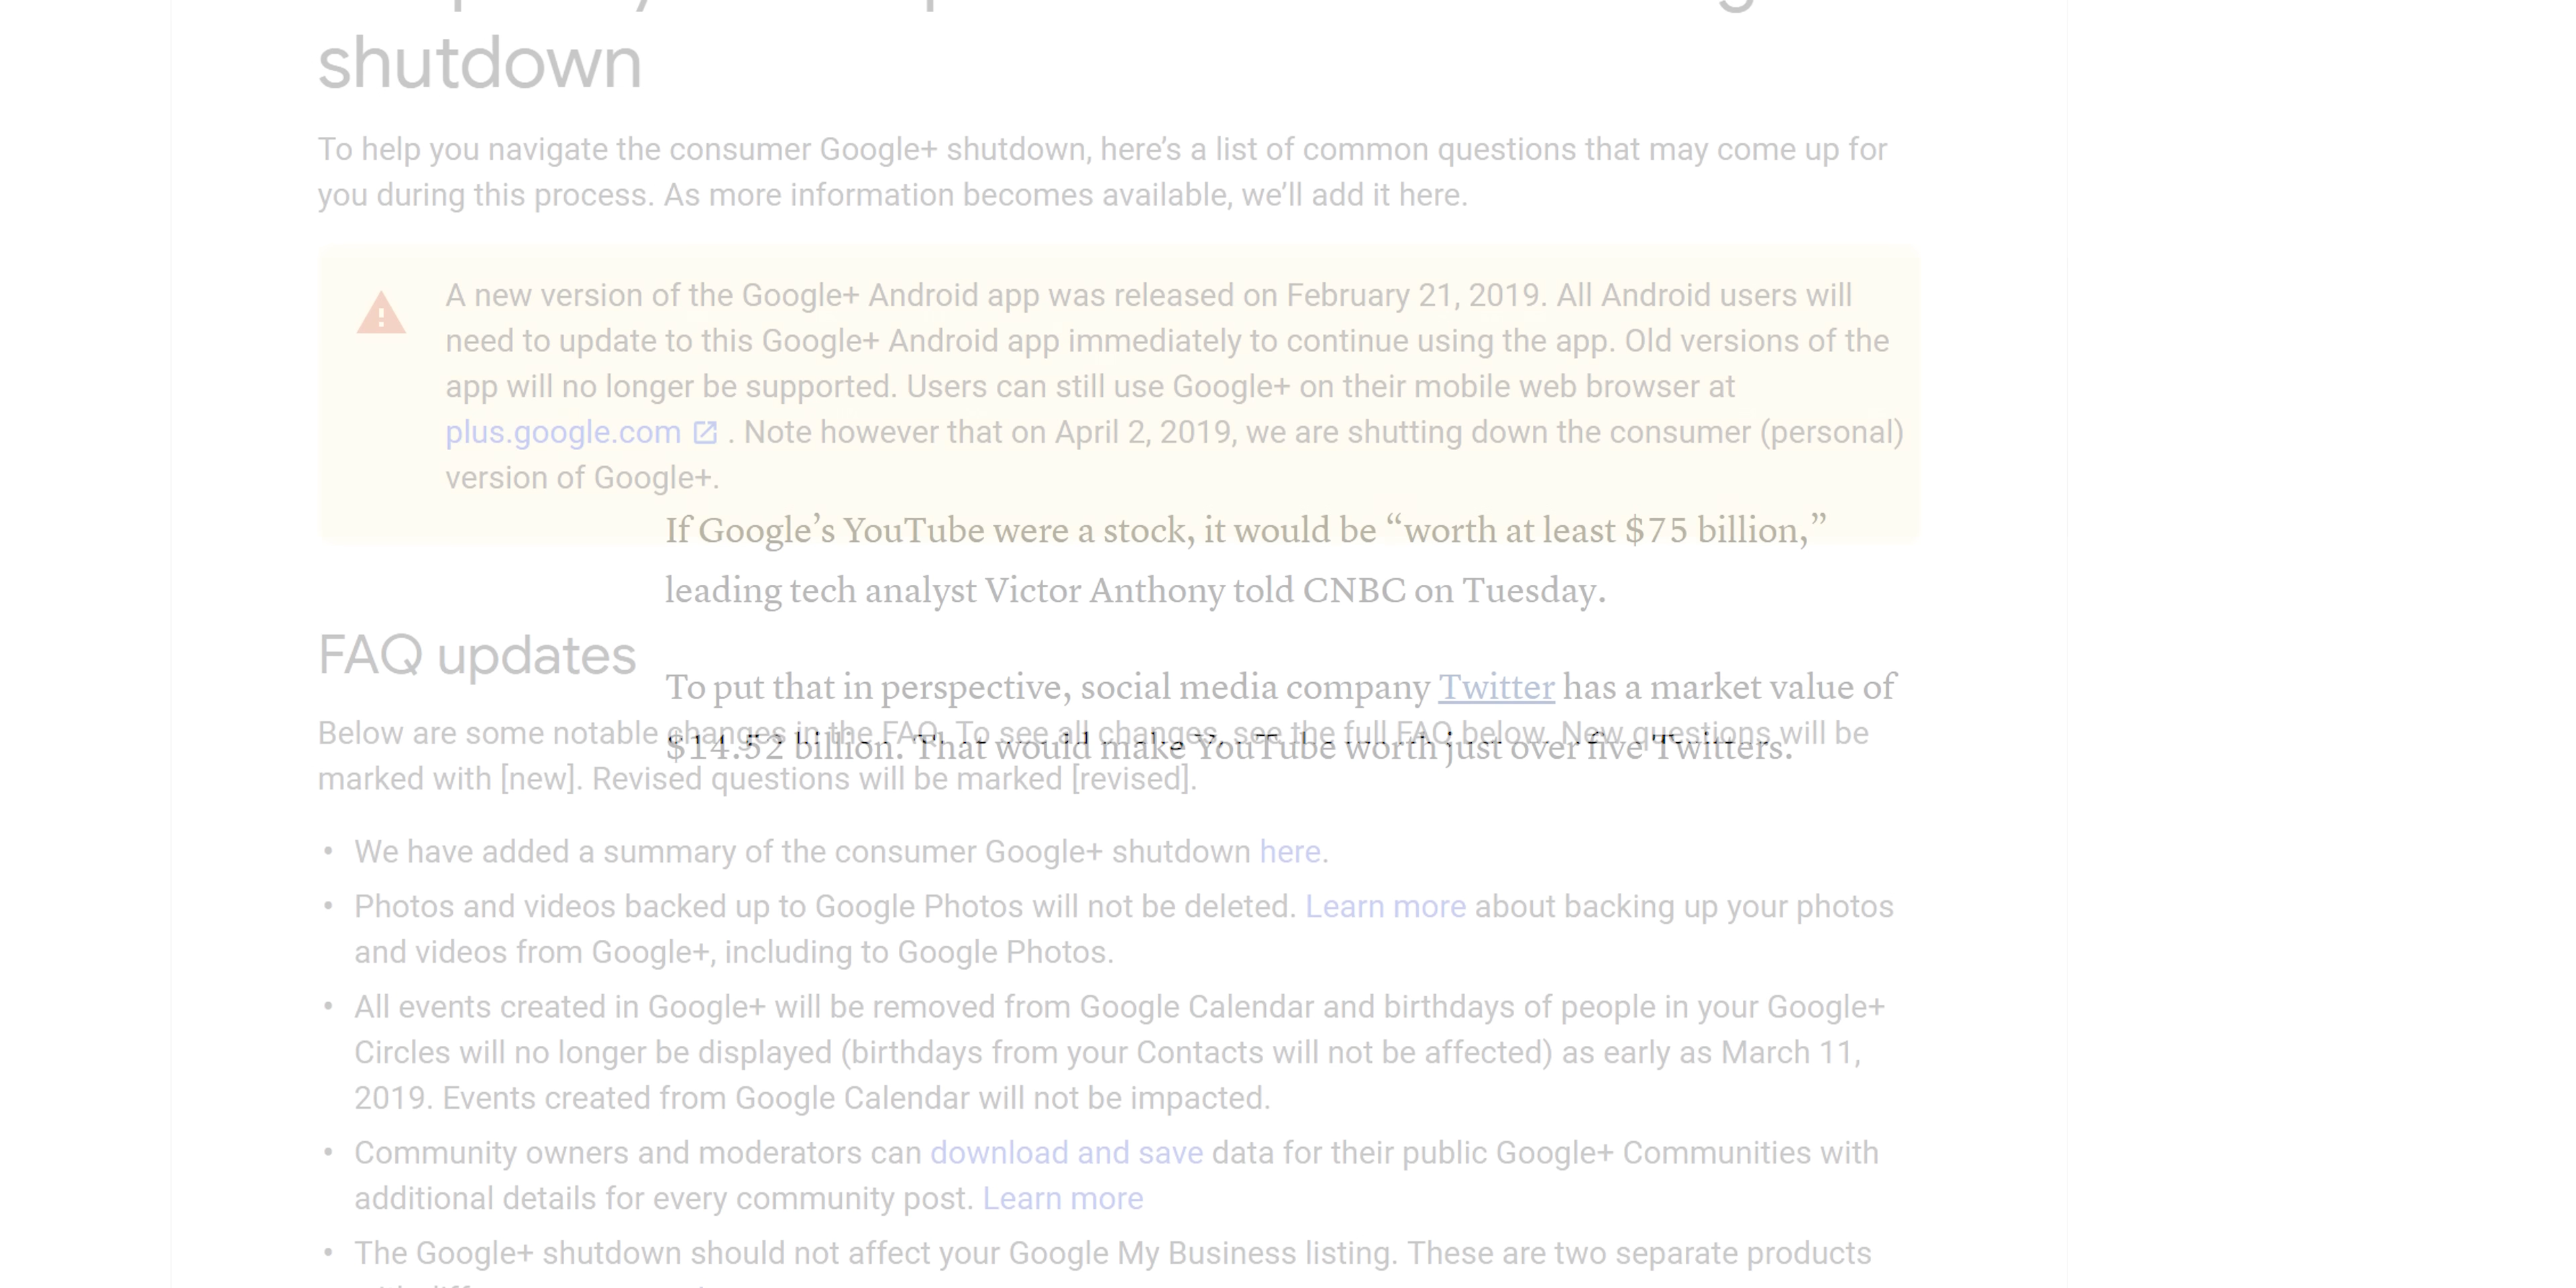 shutdown
To help you navigate the consumer Google+ shutdown, here’s a list of common questions that may come up for
you during this process. As more information becomes available, we’ll add it here.
A new version of the Google+ Android app was released on February 21, 2019. All Android users will
need to update to this Google+ Android app immediately to continue using the app. Old versions of the
app will no longer be supported. Users can still use Google+ on their mobile web browser at
plus.google.com . Note however that on April 2, 2019, we are shutting down the consumer (personal)
version of Google+.
If Google’s YouTube were a stock, it would be “worth at least $75 billion,”
leading tech analyst Victor Anthony told CNBC on Tuesday.
To put that in perspective, social media company Twitter has a market value of
$14.52 billion. That would make YouTube worth just over five Twitters.
FAQ updates
Below are some notable changes in the FAQ. To see all changes, see the full FAQ below. New questions will be
marked with [new]. Revised questions will be marked [revised].
• We have added a summary of the consumer Google+ shutdown here.
• Photos and videos backed up to Google Photos will not be deleted. Learn more about backing up your photos
and videos from Google+, including to Google Photos.
• All events created in Google+ will be removed from Google Calendar and birthdays of people in your Google+
Circles will no longer be displayed (birthdays from your Contacts will not be affected) as early as March 11,
2019. Events created from Google Calendar will not be impacted.
• Community owners and moderators can download and save data for their public Google+ Communities with
additional details for every community post. Learn more
• The Google+ shutdown should not affect your Google My Business listing. These are two separate products